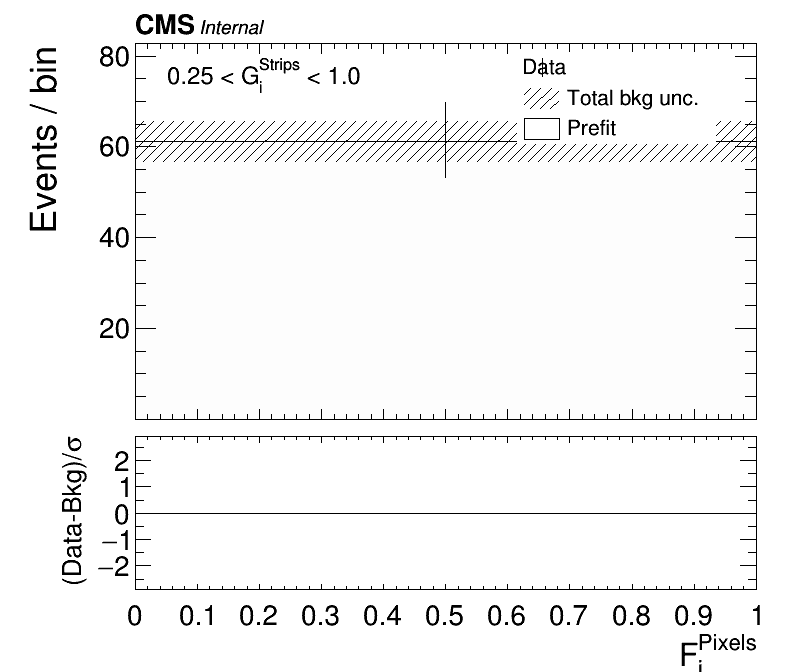 CMS Internal
0.25 < G_i^Strips < 1.0
Data
Total bkg unc.
Prefit
Events / bin
80
60
40
20
(Data-Bkg)/σ
2
1
0
−1
−2
0 0.1 0.2 0.3 0.4 0.5 0.6 0.7 0.8 0.9 1
F_i^Pixels